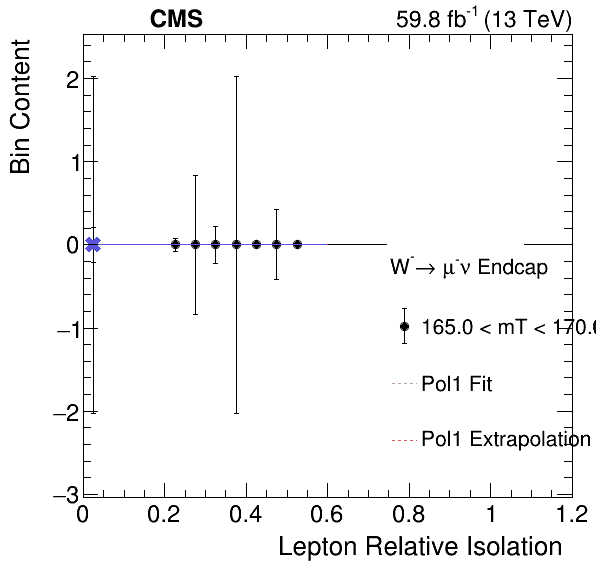 CMS 59.8 fb⁻¹ (13 TeV)
Bin Content
2
1
0
−1
−2
−3
0 0.2 0.4 0.6 0.8 1 1.2
Lepton Relative Isolation
W⁻→ μ⁻ν Endcap
165.0 < mT < 170.0
Pol1 Fit
Pol1 Extrapolation